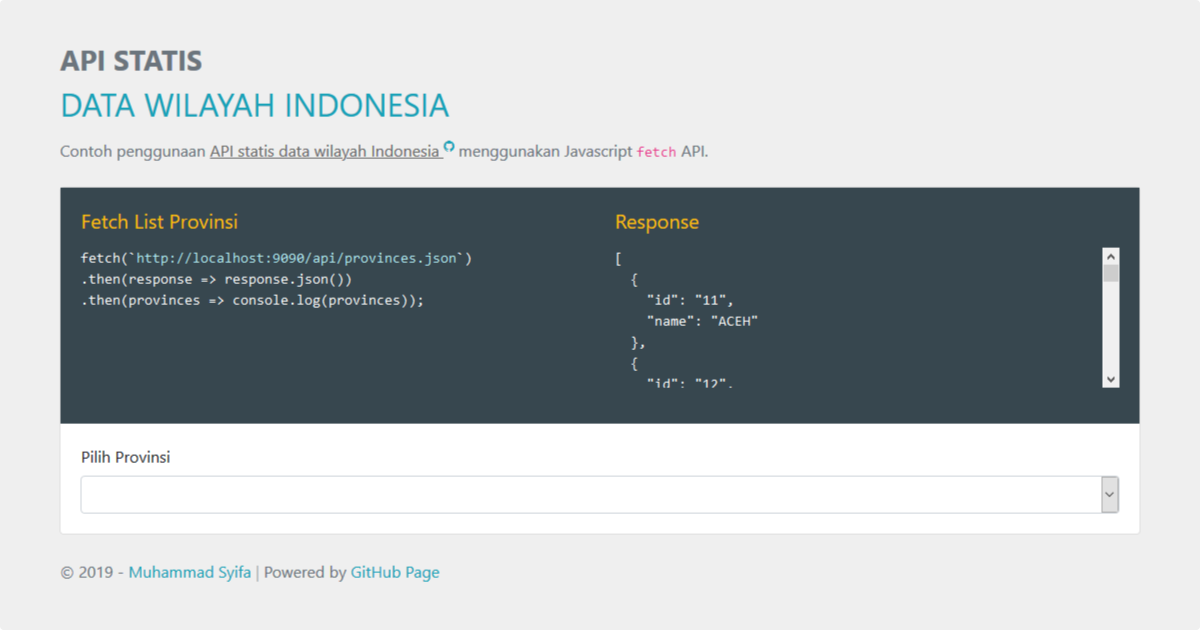 API STATIS
DATA WILAYAH INDONESIA
Contoh penggunaan API statis data wilayah Indonesia menggunakan Javascript fetch API.
Fetch List Provinsi
fetch(`http://localhost:9090/api/provinces.json`)
.then(response => response.json())
.then(provinces => console.log(provinces));
Response
[
{
"id": "11",
"name": "ACEH"
},
{
"id": "12",
Pilih Provinsi
© 2019 - Muhammad Syifa | Powered by GitHub Page